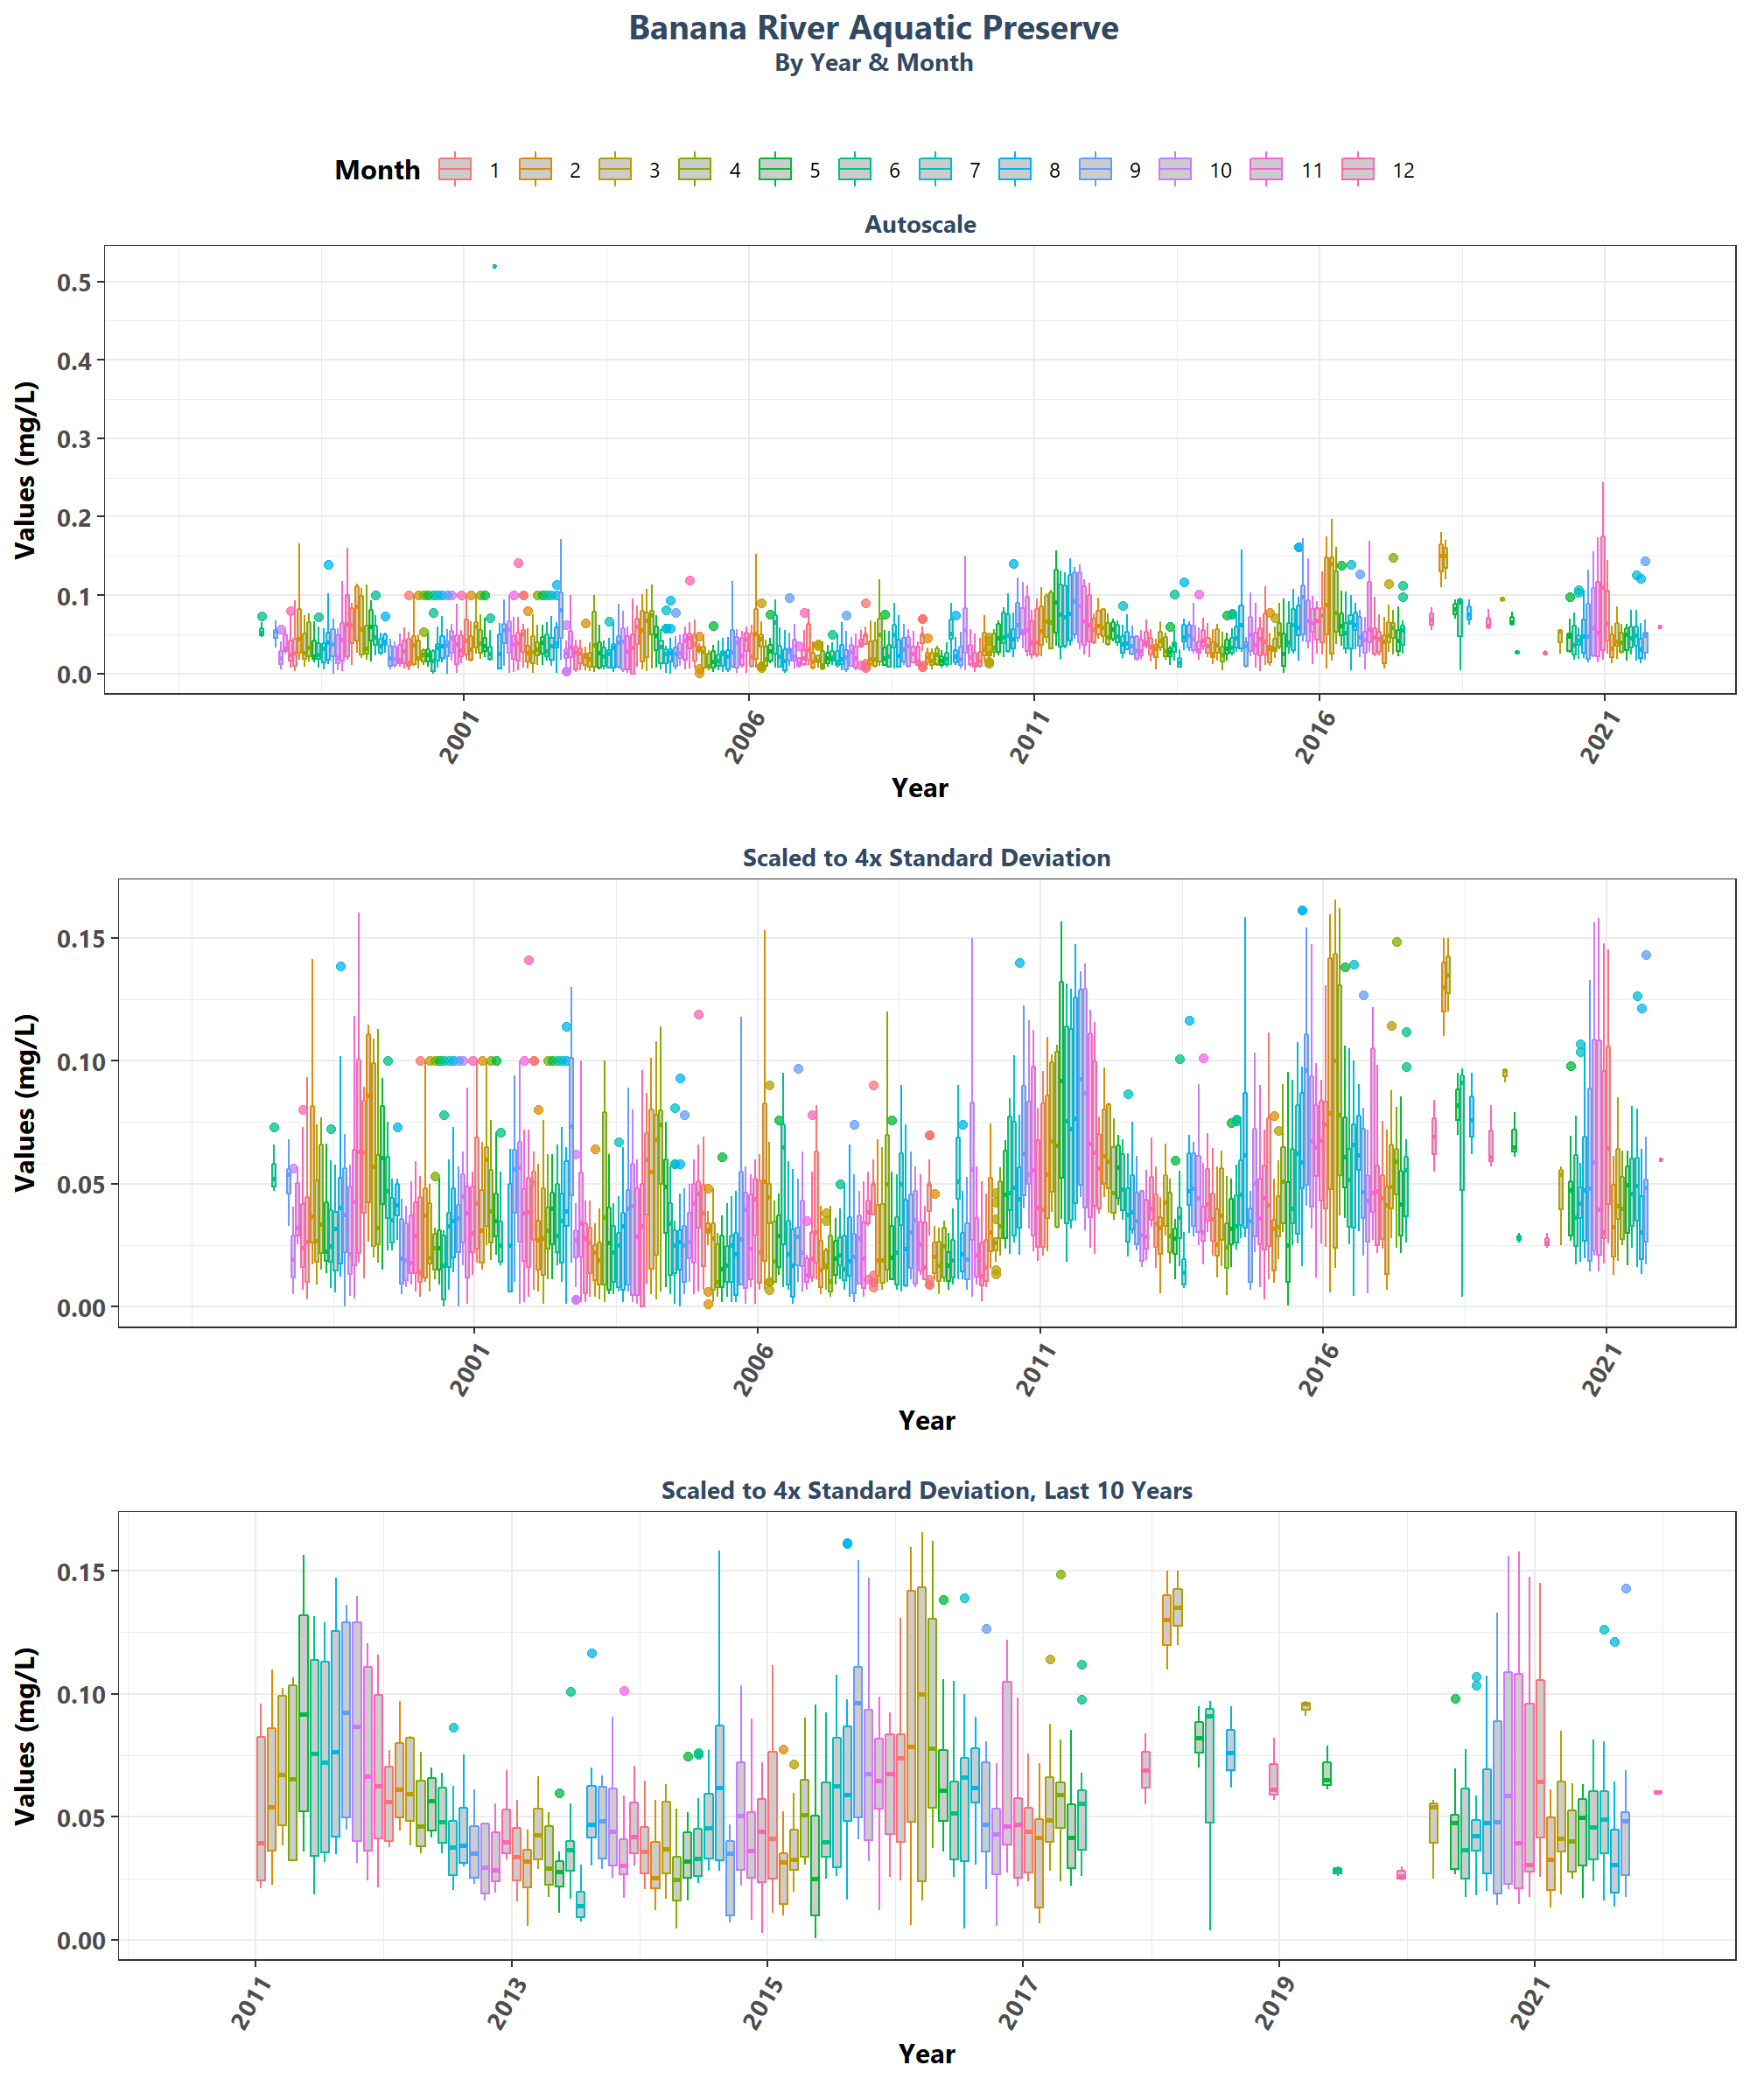 Banana River Aquatic Preserve
By Year & Month
Month 1 2 3 4 5 6 7 8 9 10 11 12
Autoscale
Values (mg/L)
0.5
0.4
0.3
0.2
0.1
0.0
2001 2006 2011 2016 2021
Year
Scaled to 4x Standard Deviation
Values (mg/L)
0.15
0.10
0.05
0.00
2001 2006 2011 2016 2021
Year
Scaled to 4x Standard Deviation, Last 10 Years
Values (mg/L)
0.15
0.10
0.05
0.00
2011 2013 2015 2017 2019 2021
Year